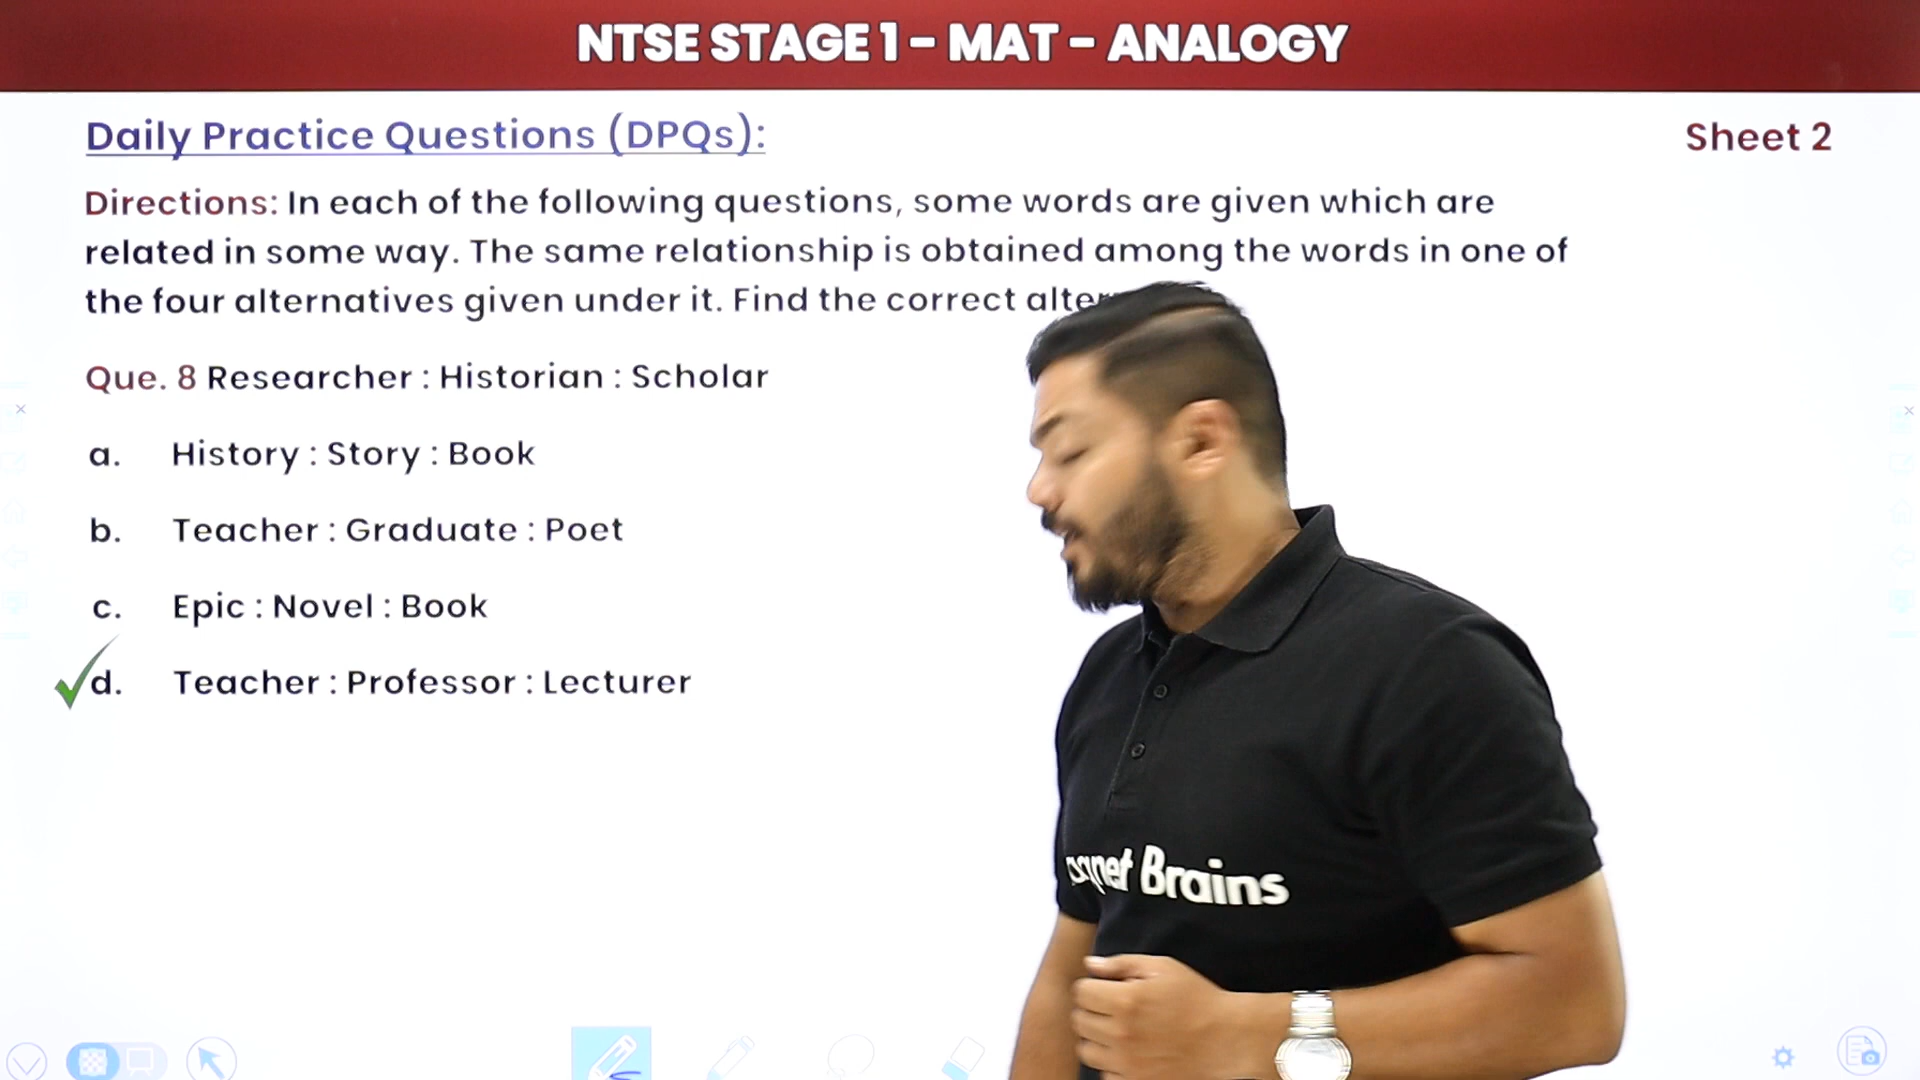 NTSE STAGE 1 - MAT - ANALOGY
Daily Practice Questions (DPQs):
Sheet 2
Directions: In each of the following questions, some words are given which are
related in some way. The same relationship is obtained among the words in one of
the four alternatives given under it. Find the correct
Que. 8 Researcher : Historian : Scholar
a. History : Story : Book
b. Teacher : Graduate : Poet
c. Epic : Novel : Book
d. Teacher : Professor : Lecturer
Brains